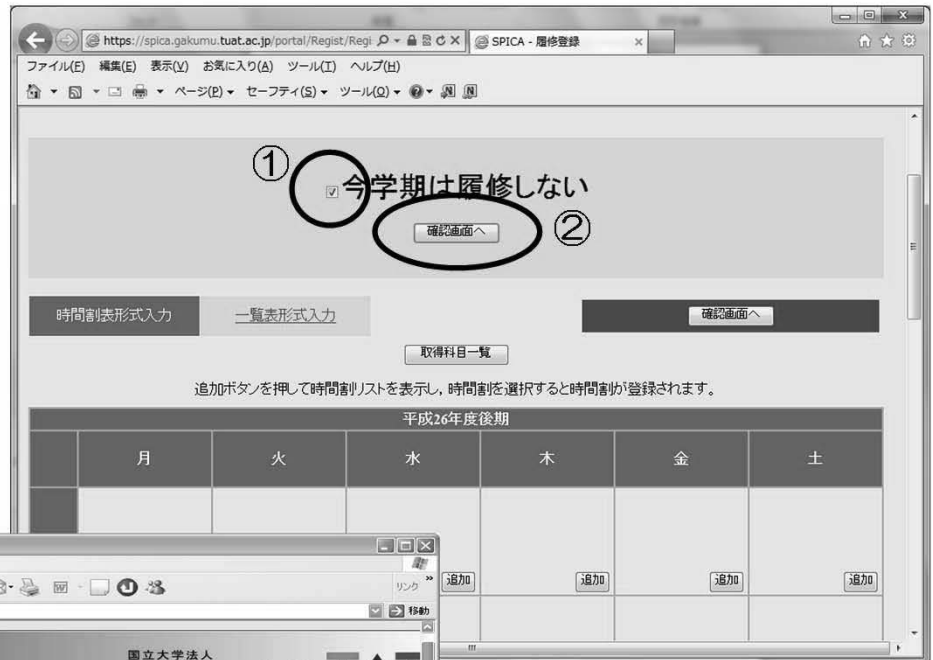 https://spica.gakumu.tuat.ac.jp/portal/Regist/Regi
SPICA - 履修登録
ファイル(F) 編集(E) 表示(V) お気に入り(A) ツール(T) ヘルプ(H)
ページ(P) セーフティ(S) ツール(O)
①
今学期は履修しない
確認画面へ
②
時間割表形式入力
一覧表形式入力
確認画面へ
取得科目一覧
追加ボタンを押して時間割リストを表示し，時間割を選択すると時間割が登録されます。
平成26年度後期
月 火 水 木 金 土
追加 追加 追加 追加
リンク
移動
国立大学法人